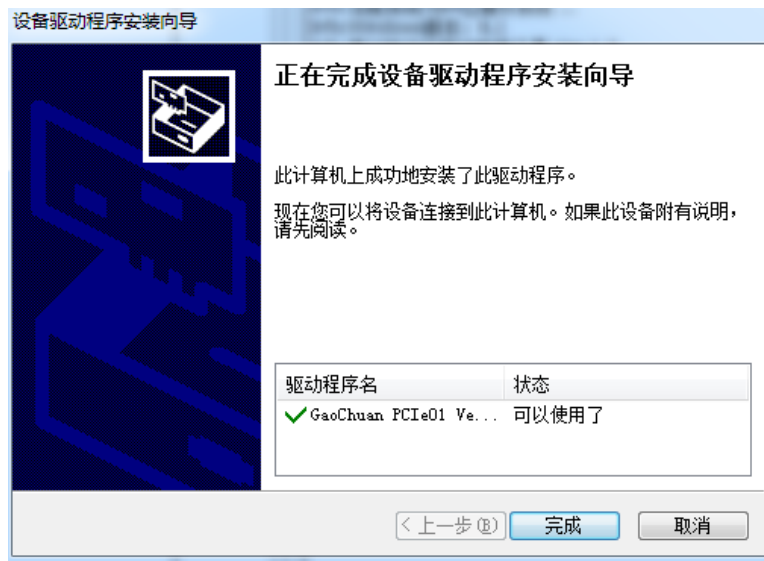 设备驱动程序安装向导
正在完成设备驱动程序安装向导
此计算机上成功地安装了此驱动程序。
现在您可以将设备连接到此计算机。如果此设备附有说明，
请先阅读。
驱动程序名 状态
GaoChuan PCIe01 Ve... 可以使用了
< 上一步(B) 完成 取消